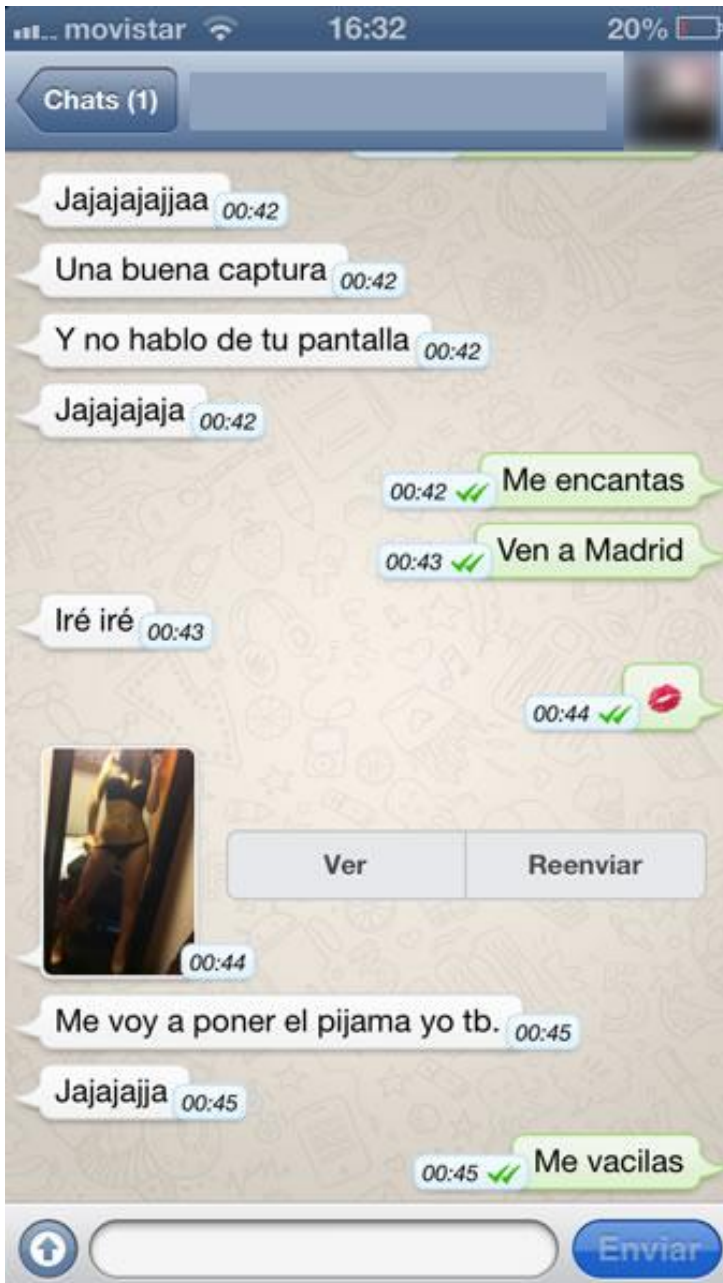 movistar 16:32 20%
Chats (1)
Jajajajajjaa 00:42
Una buena captura 00:42
Y no hablo de tu pantalla 00:42
Jajajajaja 00:42
00:42 Me encantas
00:43 Ven a Madrid
Iré iré 00:43
00:44
Ver Reenviar
00:44
Me voy a poner el pijama yo tb. 00:45
Jajajajja 00:45
00:45 Me vacilas
Enviar